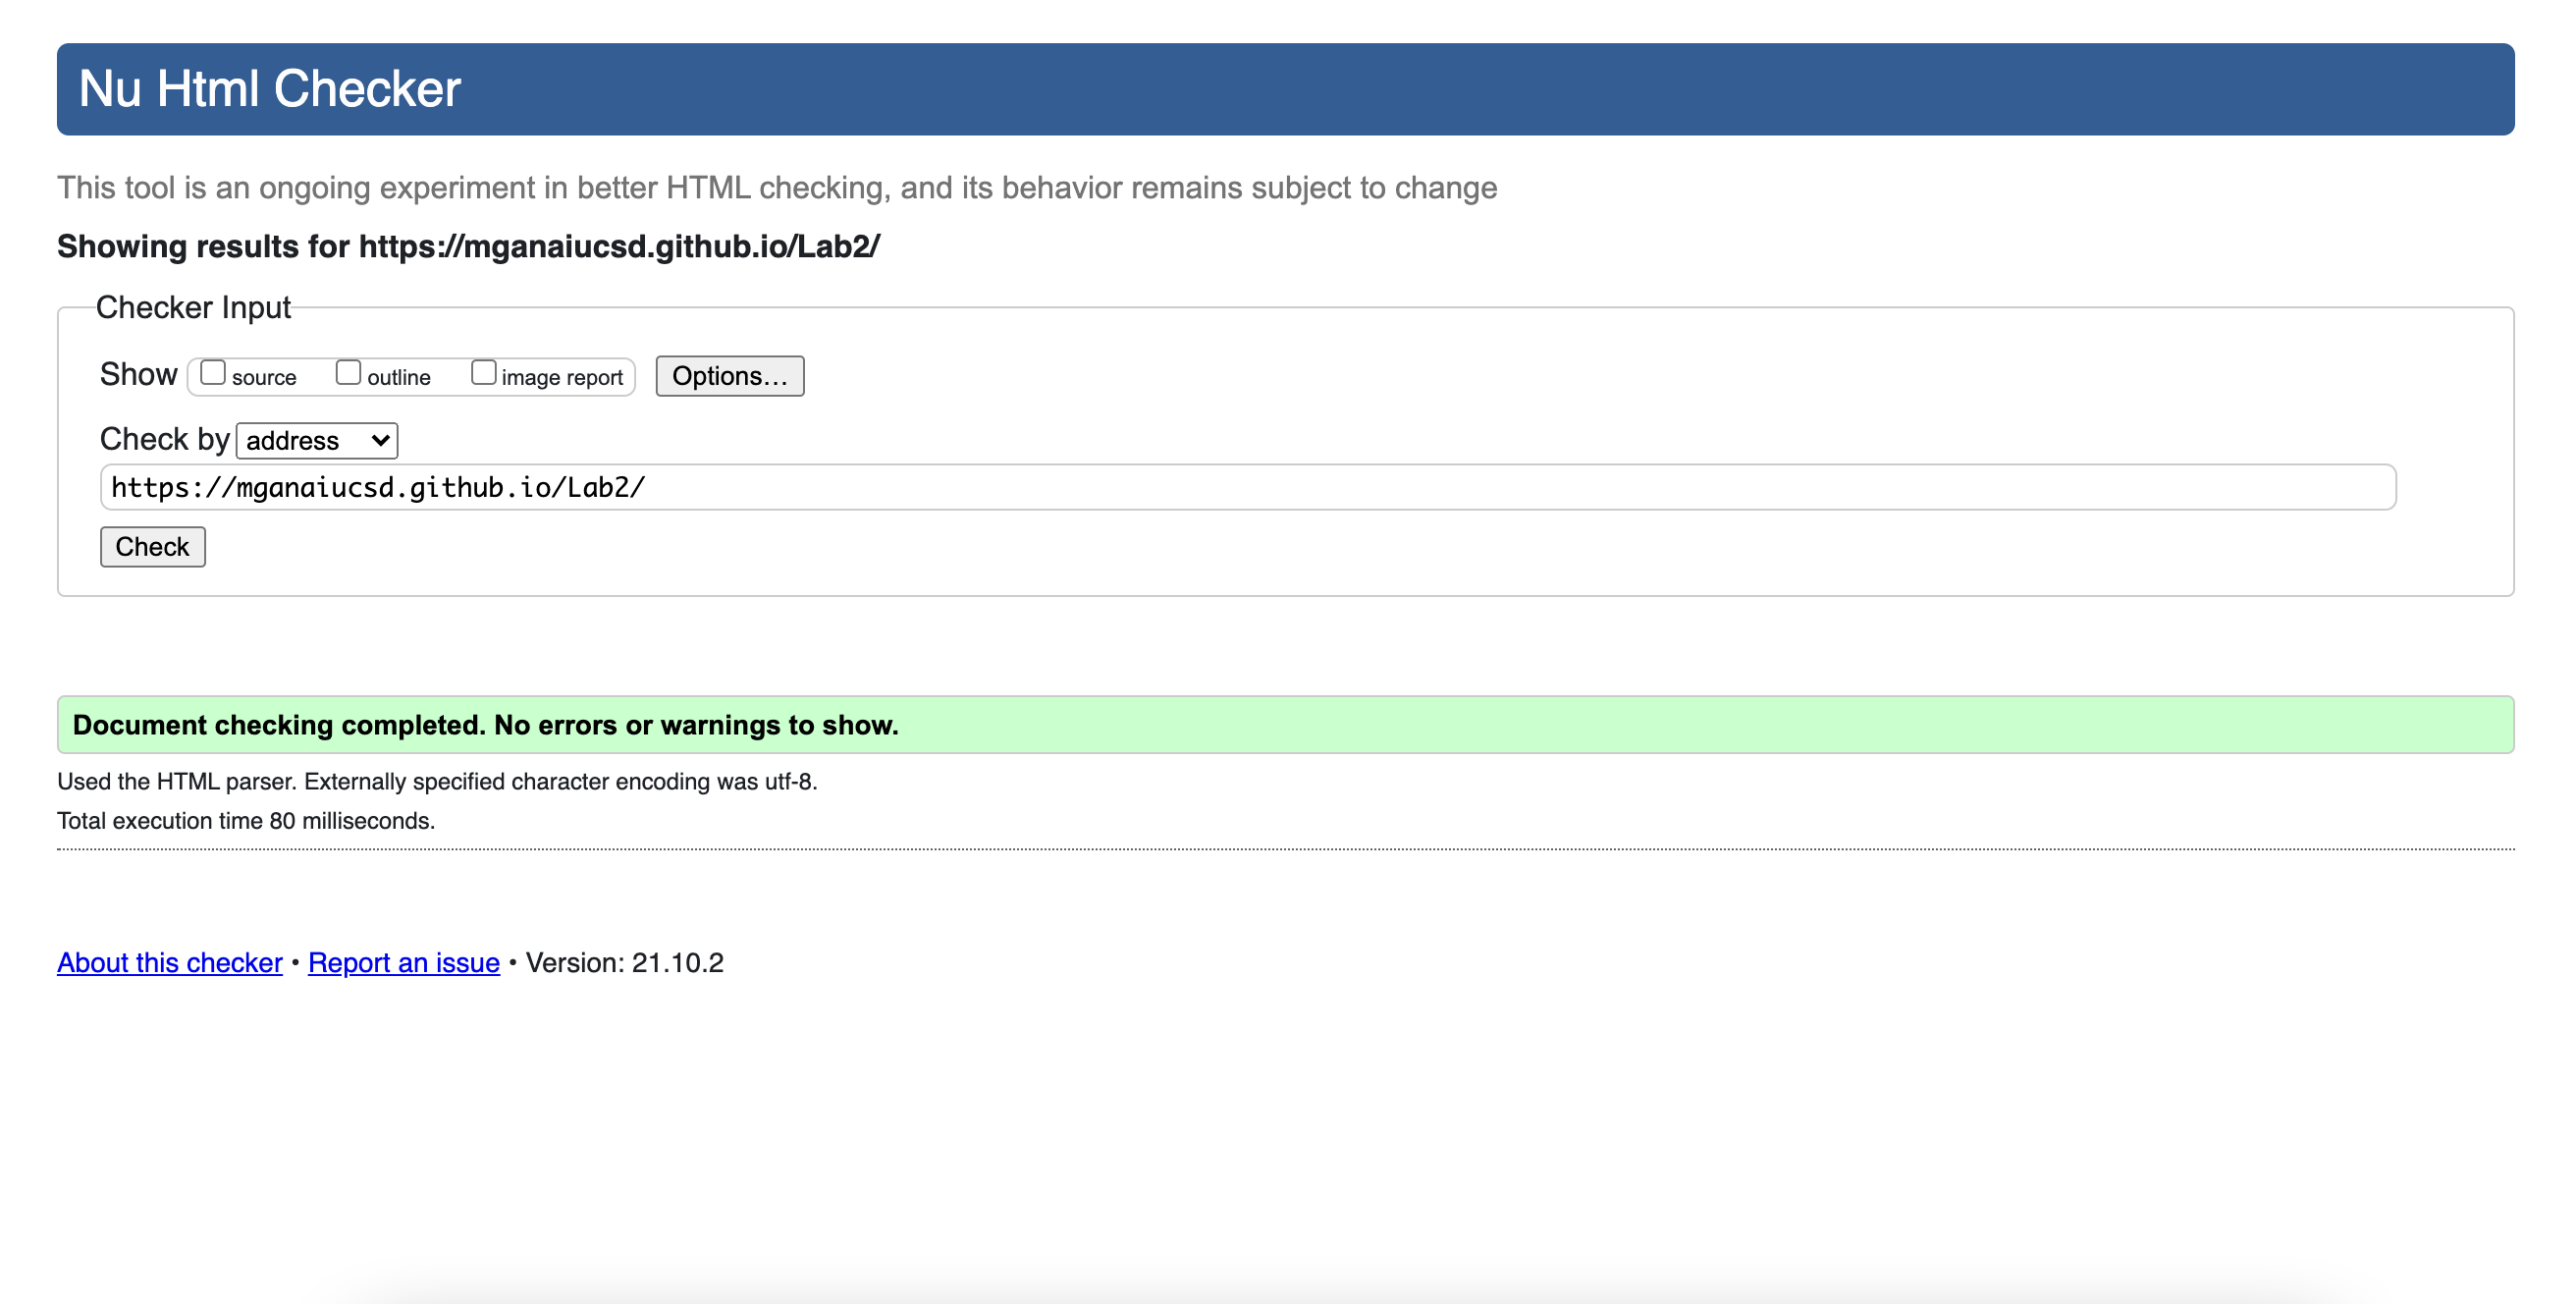 Nu Html Checker
This tool is an ongoing experiment in better HTML checking, and its behavior remains subject to change
Showing results for https://mganaiucsd.github.io/Lab2/
Checker Input
Show source outline image report Options…
Check by address
https://mganaiucsd.github.io/Lab2/
Check
Document checking completed. No errors or warnings to show.
Used the HTML parser. Externally specified character encoding was utf-8.
Total execution time 80 milliseconds.
About this checker • Report an issue • Version: 21.10.2